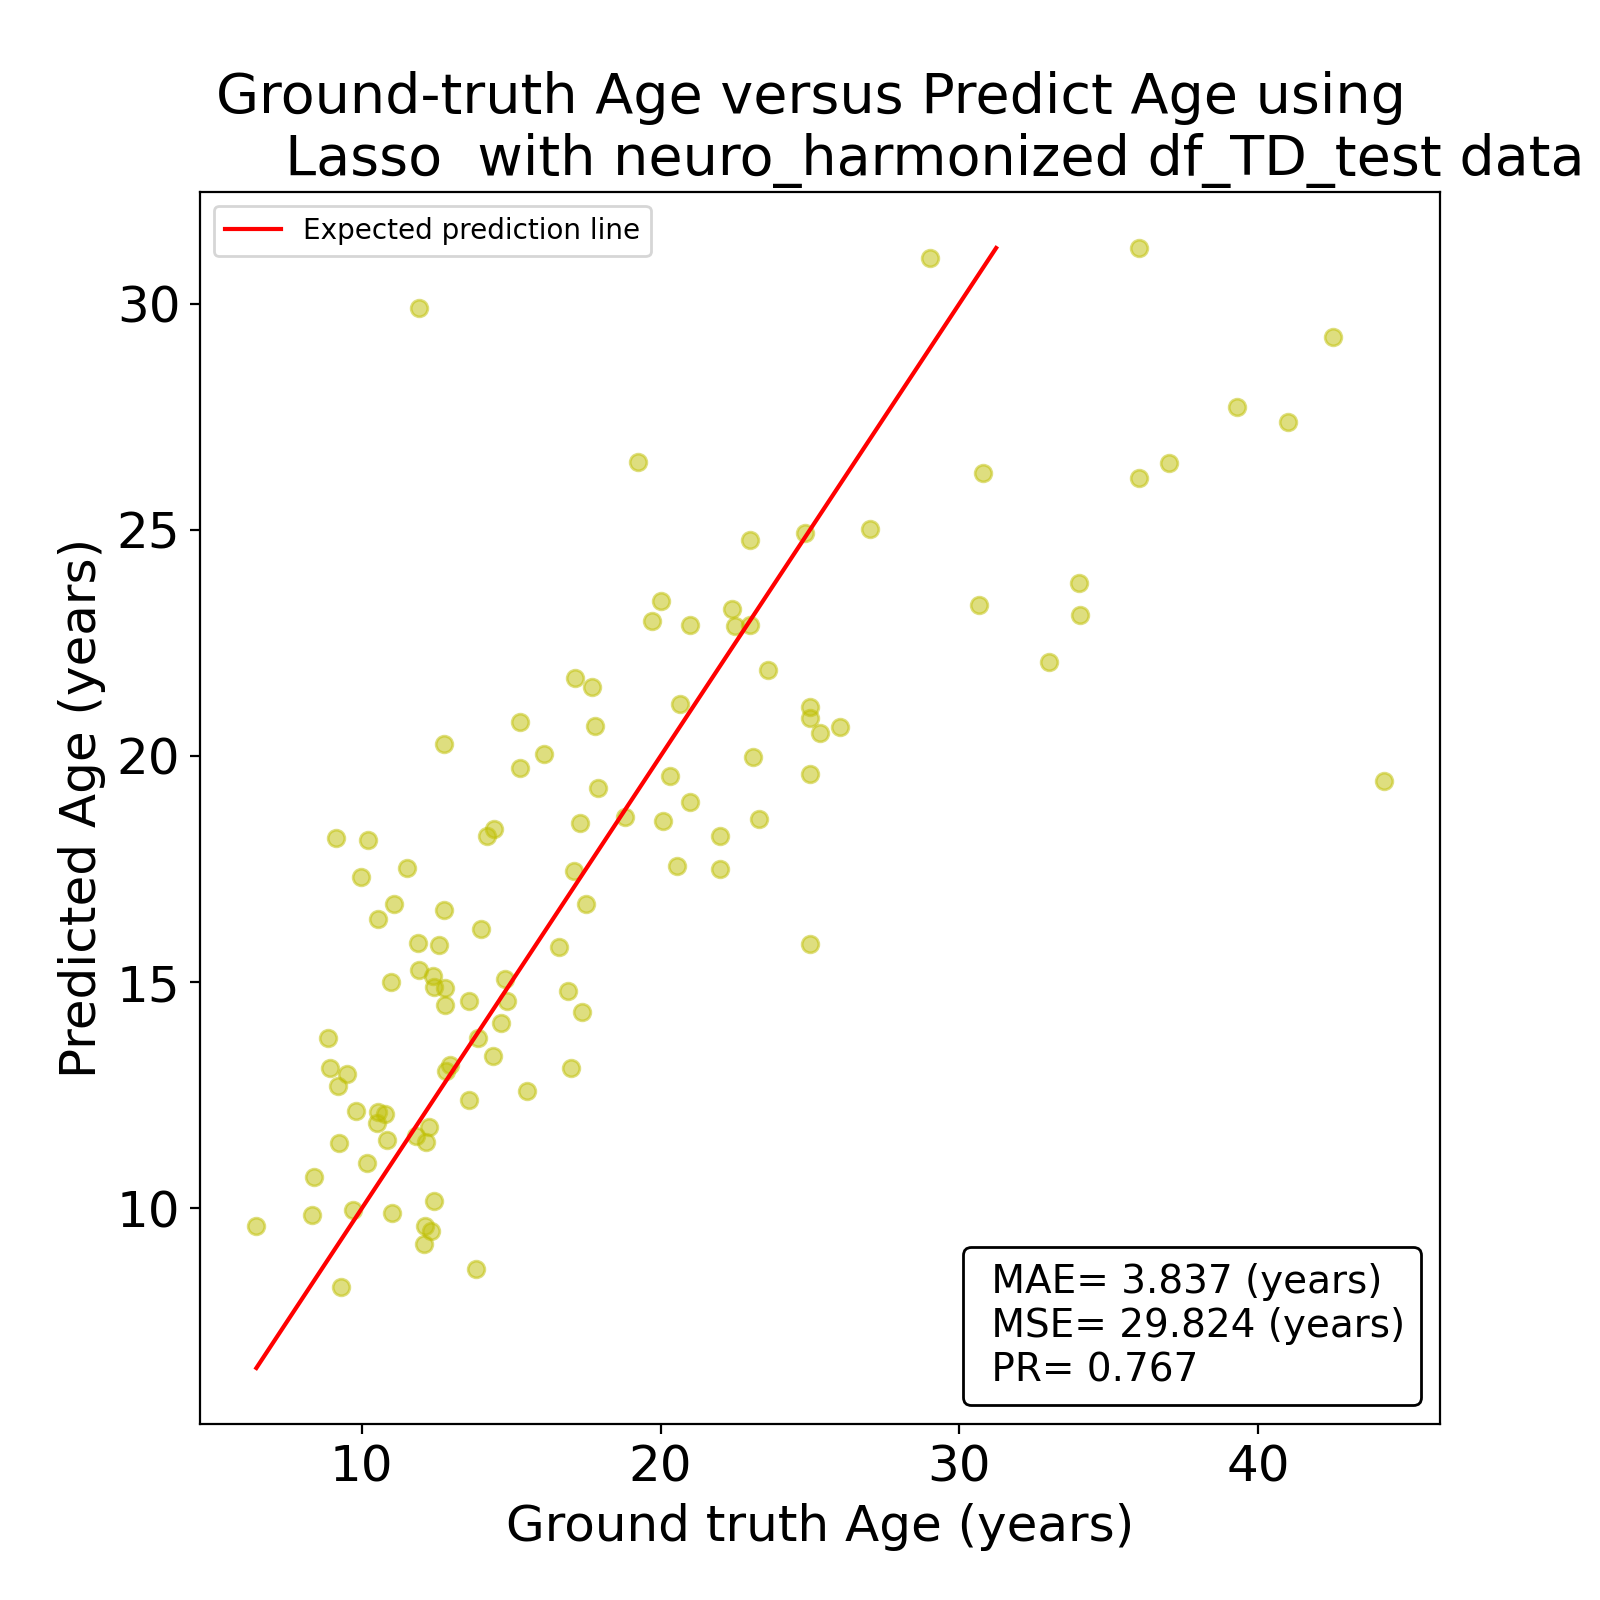 Ground-truth Age versus Predict Age using
Lasso  with neuro_harmonized df_TD_test data
Expected prediction line
30
25
20
15
10
Predicted Age (years)
MAE= 3.837 (years)
MSE= 29.824 (years)
PR= 0.767
10 20 30 40
Ground truth Age (years)